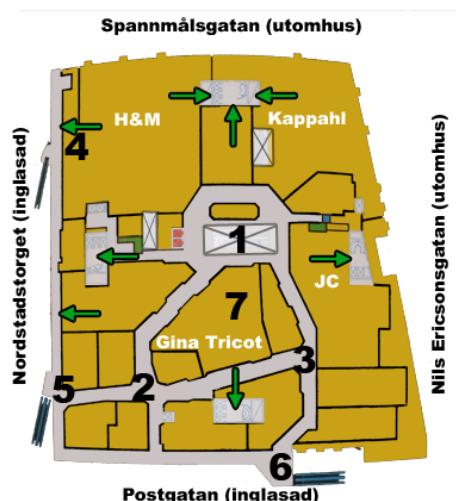 Spannmålsgatan (utomhus)
H&M
Kappahl
4
Nordstadstorget (inglasad)
Nils Ericsonsgatan (utomhus)
1
JC
7
Gina Tricot
3
5
2
6
Postgatan (inglasad)